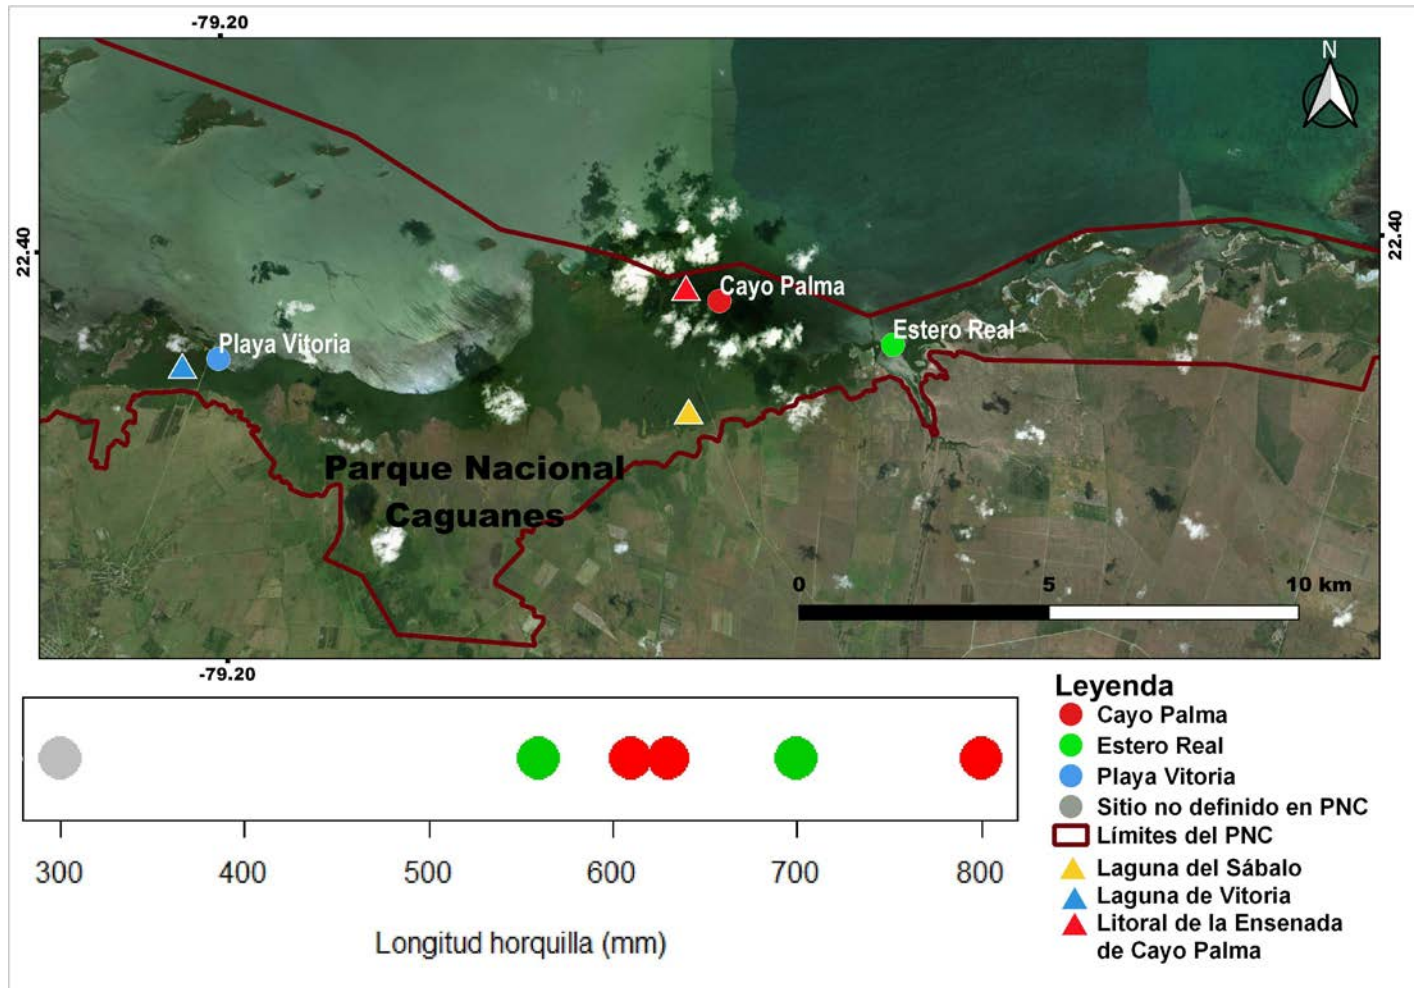 -79.20
N
22.40
22.40
Cayo Palma
Estero Real
Playa Vitoria
Parque Nacional
Caguanes
0 5 10 km
-79.20
Leyenda
Cayo Palma
Estero Real
Playa Vitoria
Sitio no definido en PNC
Límites del PNC
Laguna del Sábalo
Laguna de Vitoria
Litoral de la Ensenada
de Cayo Palma
300 400 500 600 700 800
Longitud horquilla (mm)